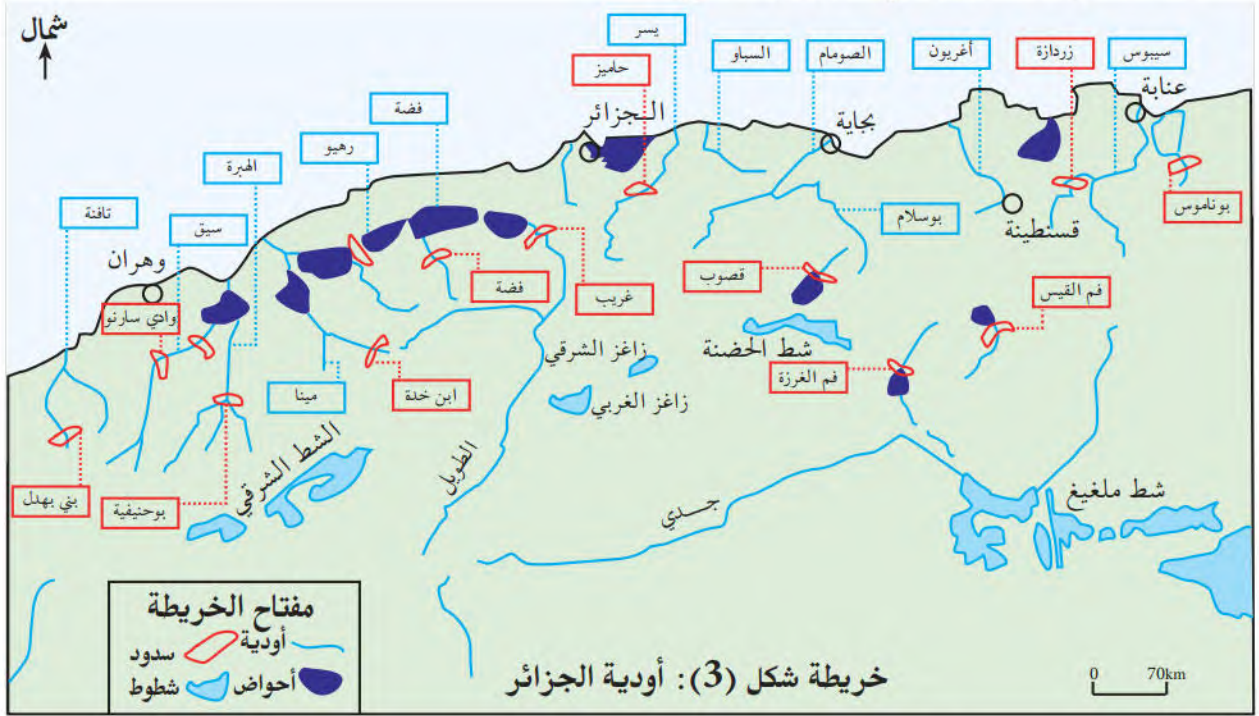 شمال
يسر
السباو
الصومام
أغريون
زردازة
سيبوس
حاميز
عنابة
فضة
الجزائر
بجاية
رهيو
الهبرة
تافنة
سيق
بوناموس
بوسلام
قسنطينة
وهران
قصوب
فضة
غريب
فم القيس
وادي سارنو
شط الحضنة
زاغز الشرقي
فم الغرزة
مينا
ابن خدة
زاغز الغربي
الشط الشرقي
الطويل
شط ملغيغ
بني بهدل
بوحنيفية
جدي
مفتاح الخريطة
أودية
سدود
أحواض
شطوط
خريطة شكل (3): أودية الجزائر
0 70km